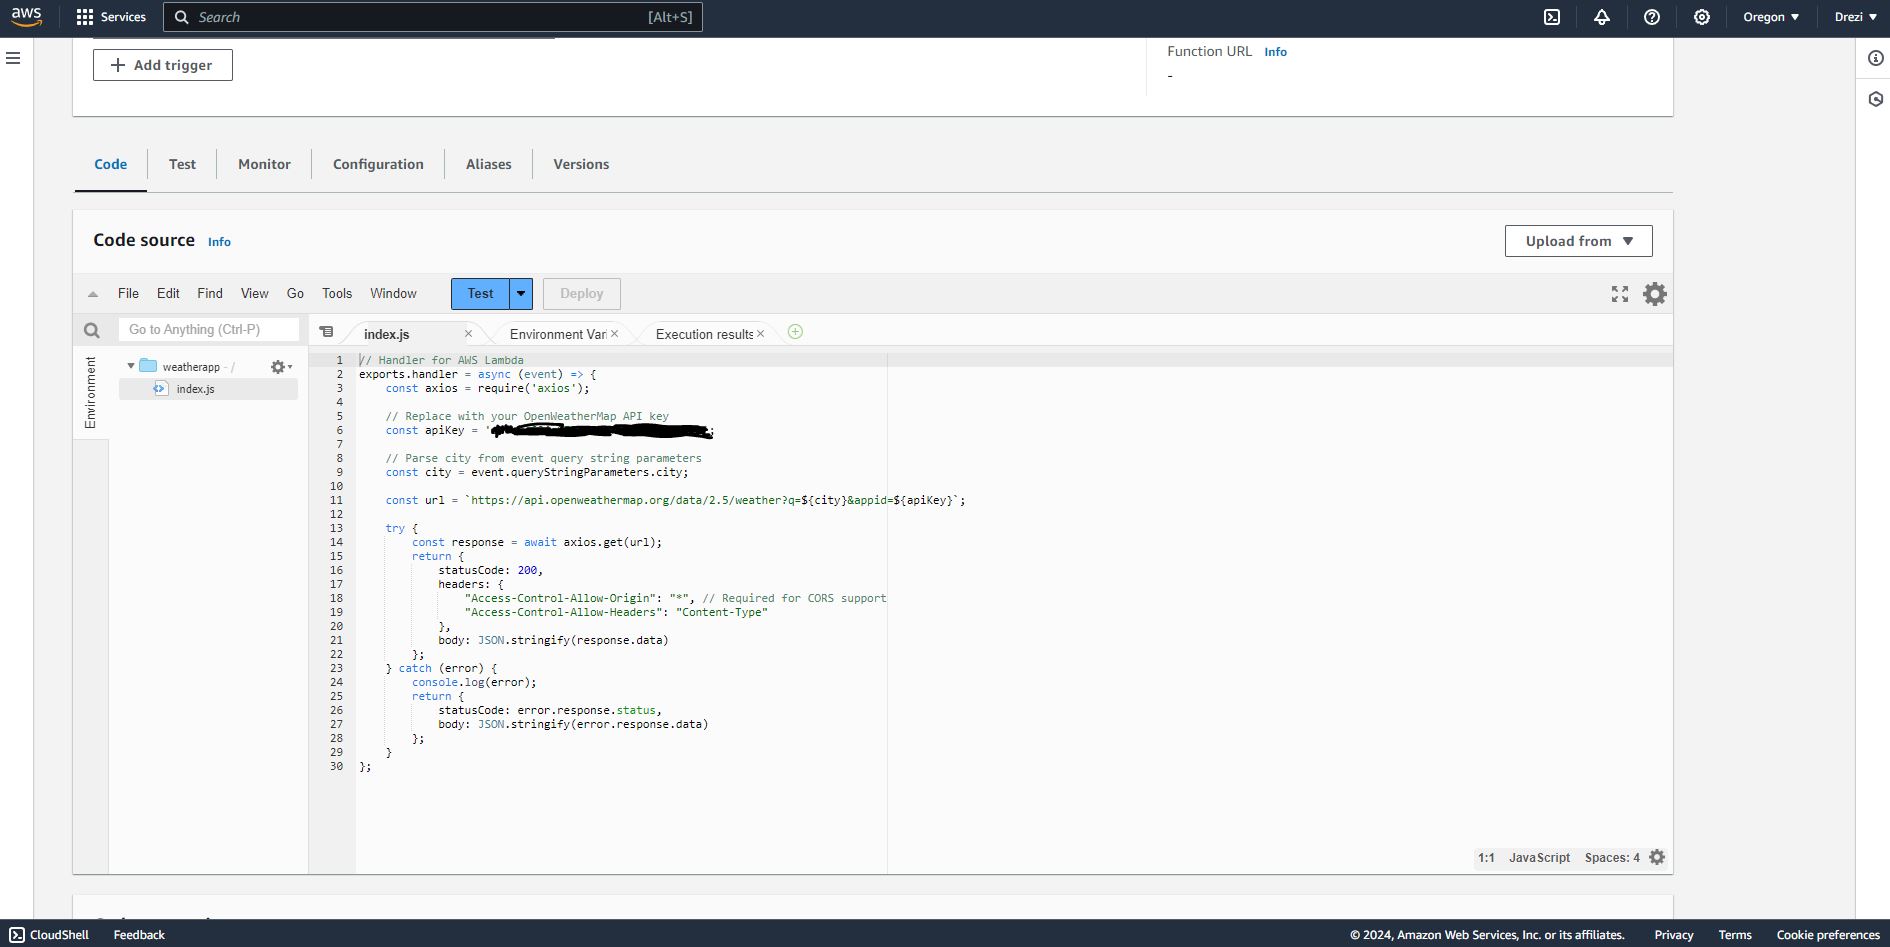 aws Services Search [Alt+S] Oregon Drezi
Add trigger
Function URL Info
-
Code Test Monitor Configuration Aliases Versions
Code source Info Upload from
File Edit Find View Go Tools Window Test Deploy
Go to Anything (Ctrl-P) index.js Environment Vari Execution results
Environment
weatherapp - /
index.js
1 // Handler for AWS Lambda
2 exports.handler = async (event) => {
3 const axios = require('axios');
4
5 // Replace with your OpenWeatherMap API key
6 const apiKey = ' ;
7
8 // Parse city from event query string parameters
9 const city = event.queryStringParameters.city;
10
11 const url = `https://api.openweathermap.org/data/2.5/weather?q=${city}&appid=${apiKey}`;
12
13 try {
14 const response = await axios.get(url);
15 return {
16 statusCode: 200,
17 headers: {
18 "Access-Control-Allow-Origin": "*", // Required for CORS support
19 "Access-Control-Allow-Headers": "Content-Type"
20 },
21 body: JSON.stringify(response.data)
22 };
23 } catch (error) {
24 console.log(error);
25 return {
26 statusCode: error.response.status,
27 body: JSON.stringify(error.response.data)
28 };
29 }
30 };
1:1 JavaScript Spaces: 4
CloudShell Feedback © 2024, Amazon Web Services, Inc. or its affiliates. Privacy Terms Cookie preferences